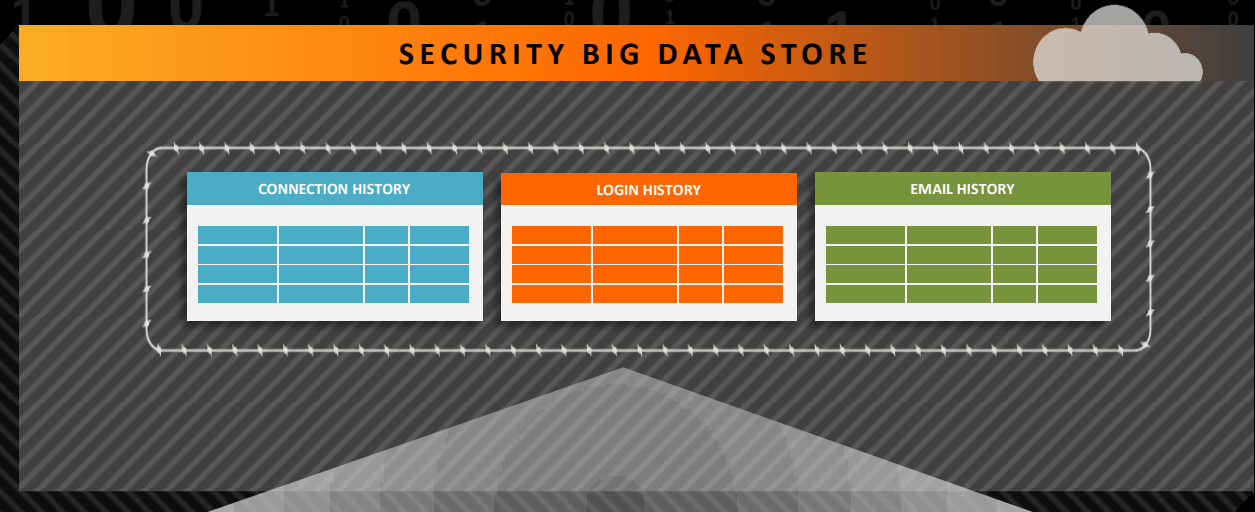 SECURITY BIG DATA STORE
CONNECTION HISTORY
LOGIN HISTORY
EMAIL HISTORY